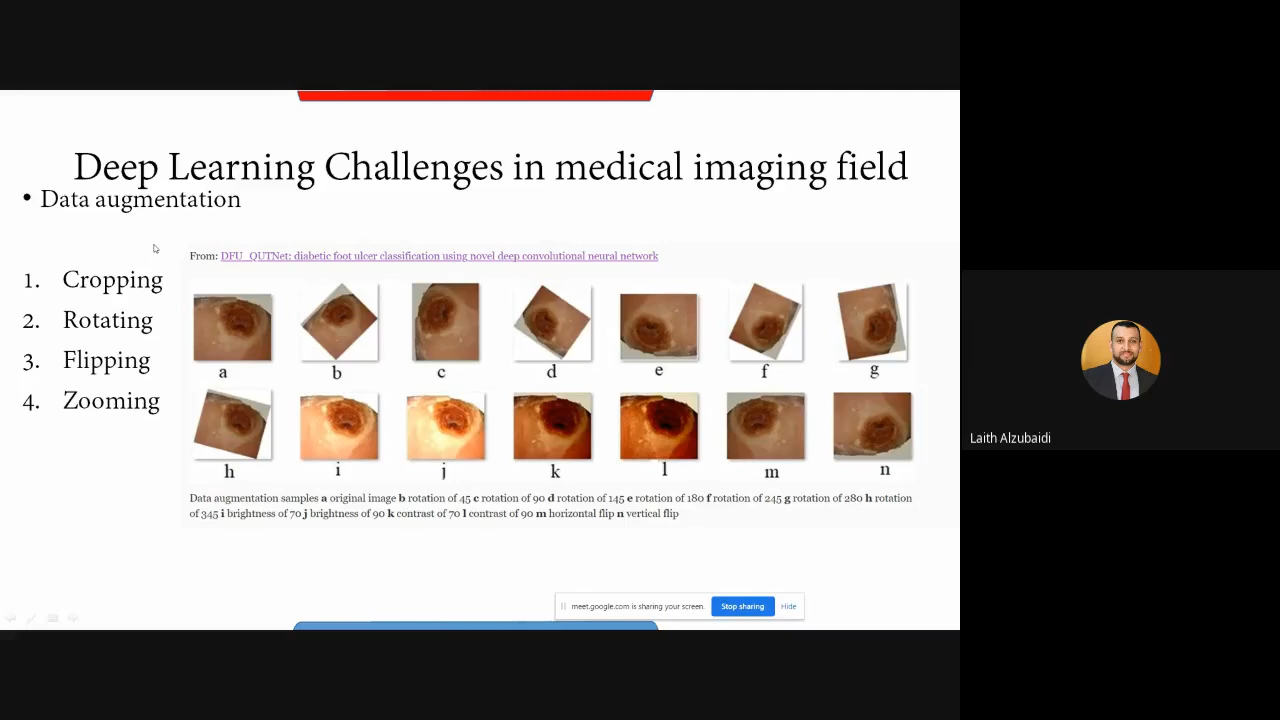 Deep Learning Challenges in medical imaging field
• Data augmentation
From: DFU_QUTNet: diabetic foot ulcer classification using novel deep convolutional neural network
1. Cropping
2. Rotating
3. Flipping
4. Zooming
a b c d e f g
h i j k l m n
Data augmentation samples a original image b rotation of 45 c rotation of 90 d rotation of 145 e rotation of 180 f rotation of 245 g rotation of 280 h rotation
of 345 i brightness of 70 j brightness of 90 k contrast of 70 l contrast of 90 m horizontal flip n vertical flip
Laith Alzubaidi
meet.google.com is sharing your screen. Stop sharing Hide